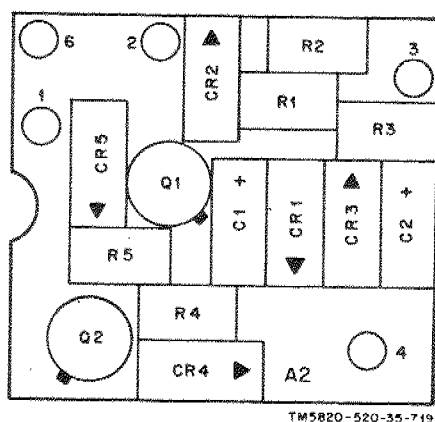 6
2
CR2
R2
3
1
R1
R3
CR5
Q1
C1 +
CR1
CR3
C2 +
R5
R4
Q2
CR4
A2
4
TM5820-520-35-719